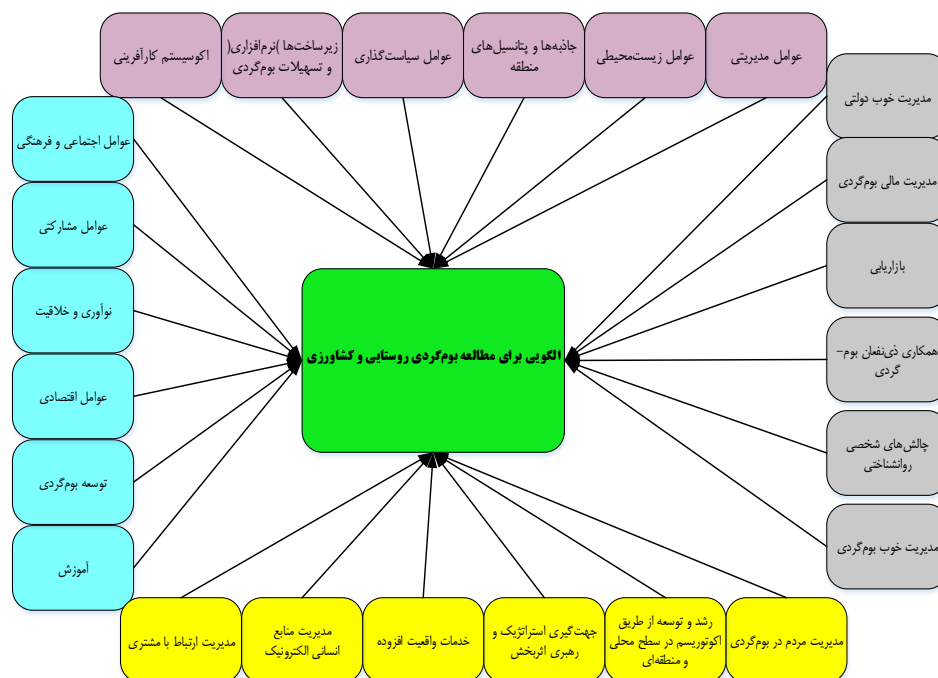 عوامل مدیریتی
عوامل زیست‌محیطی
جاذبه‌ها و پتانسیل‌های
منطقه
عوامل سیاست‌گذاری
زیرساخت‌ها )نرم‌افزاری(
و تسهیلات بوم‌گردی
اکوسیستم کارآفرینی
مدیریت خوب دولتی
مدیریت مالی بوم‌گردی
بازاریابی
همکاری ذی‌نفعان بوم-
گردی
چالش‌های شخصی
روانشناختی
مدیریت خوب بوم‌گردی
الگویی برای مطالعه بوم‌گردی روستایی و کشاورزی
عوامل اجتماعی و فرهنگی
عوامل مشارکتی
نوآوری و خلاقیت
عوامل اقتصادی
توسعه بوم‌گردی
آموزش
مدیریت مردم در بوم‌گردی
رشد و توسعه از طریق
اکوتوریسم در سطح محلی
و منطقه‌ای
جهت‌گیری استراتژیک و
رهبری اثربخش
خدمات واقعیت افزوده
مدیریت منابع
انسانی الکترونیک
مدیریت ارتباط با مشتری